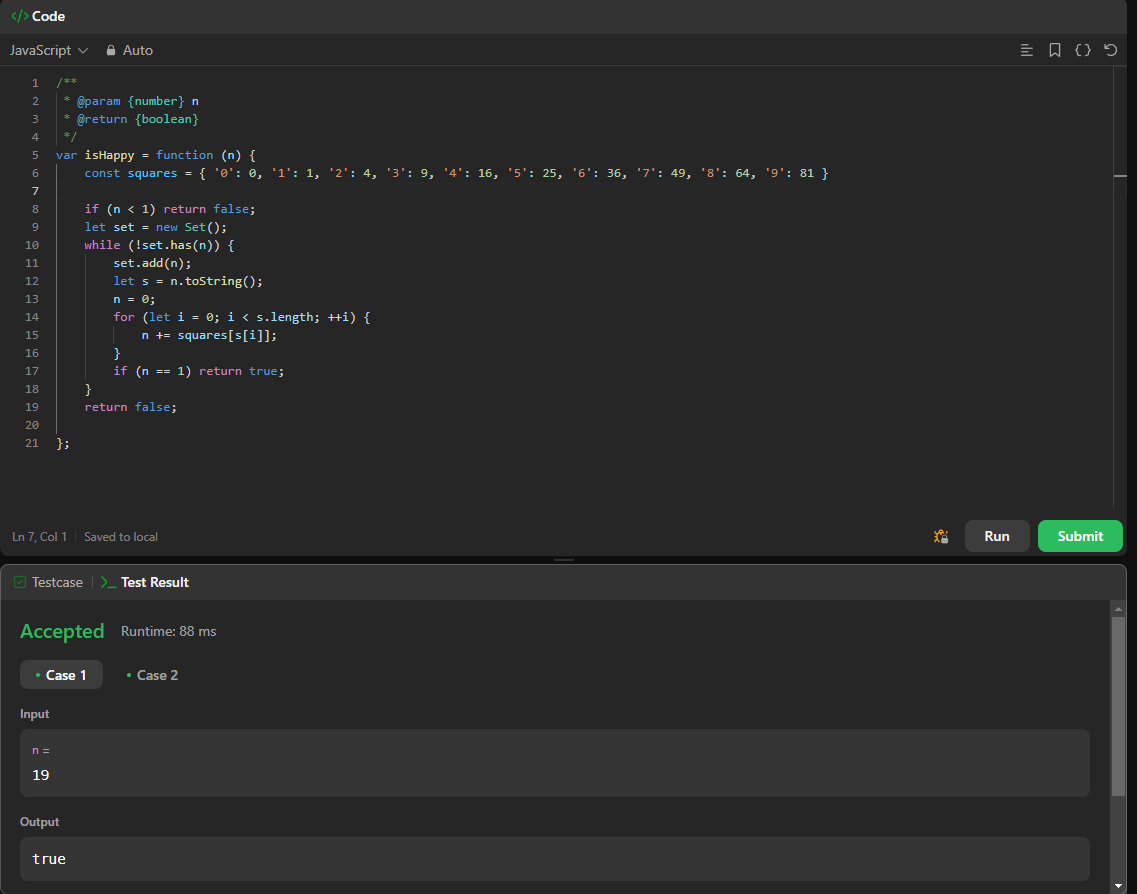 </> Code
JavaScript Auto
1 /**
2  * @param {number} n
3  * @return {boolean}
4  */
5 var isHappy = function (n) {
6     const squares = { '0': 0, '1': 1, '2': 4, '3': 9, '4': 16, '5': 25, '6': 36, '7': 49, '8': 64, '9': 81 }
7
8     if (n < 1) return false;
9     let set = new Set();
10     while (!set.has(n)) {
11         set.add(n);
12         let s = n.toString();
13         n = 0;
14         for (let i = 0; i < s.length; ++i) {
15             n += squares[s[i]];
16         }
17         if (n == 1) return true;
18     }
19     return false;
20
21 };
Ln 7, Col 1 Saved to local Run Submit
Testcase >_ Test Result
Accepted Runtime: 88 ms
• Case 1 • Case 2
Input
n =
19
Output
true